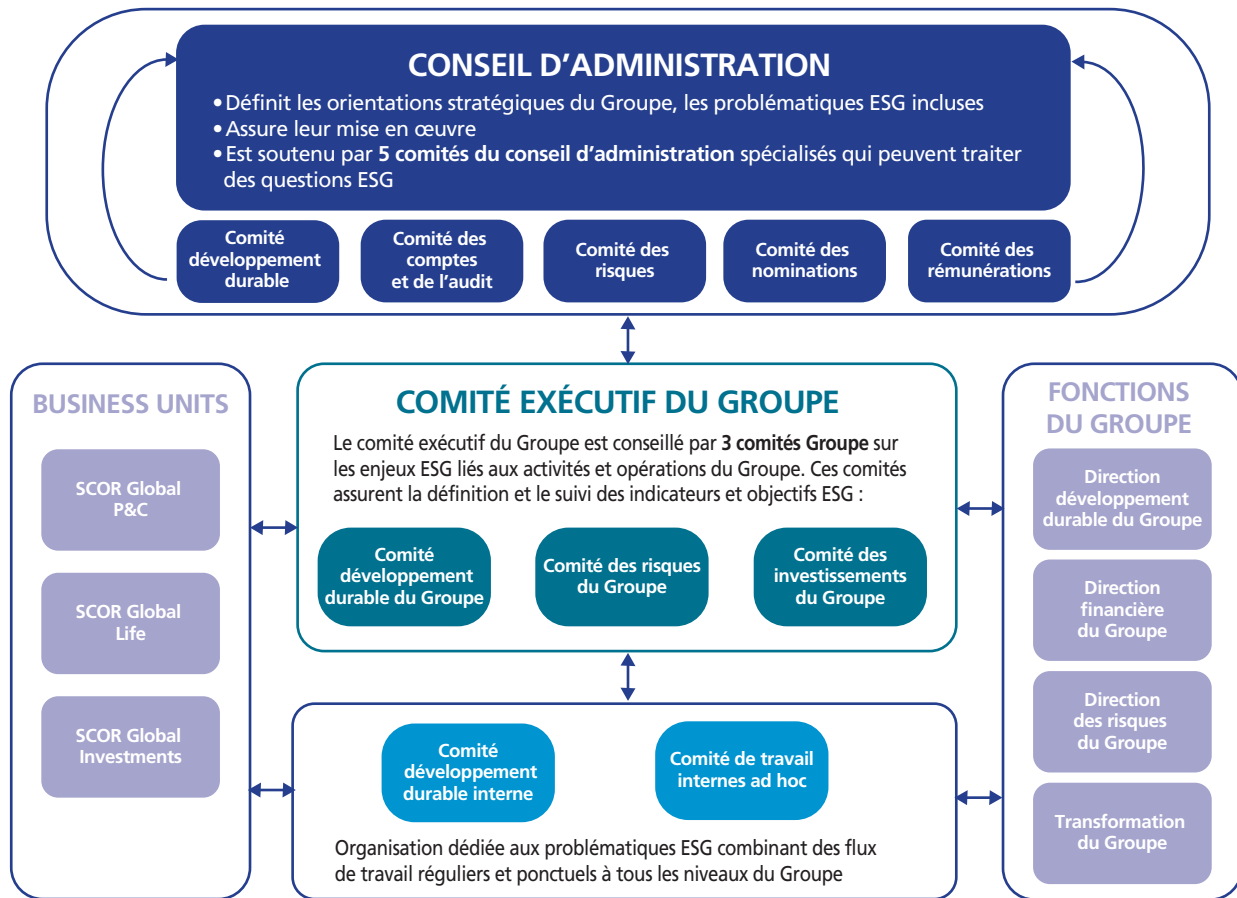 CONSEIL D’ADMINISTRATION
• Définit les orientations stratégiques du Groupe, les problématiques ESG incluses
• Assure leur mise en œuvre
• Est soutenu par 5 comités du conseil d’administration spécialisés qui peuvent traiter
des questions ESG
Comité
développement
durable
Comité des
comptes
et de l’audit
Comité des
risques
Comité des
nominations
Comité des
rémunérations
BUSINESS UNITS
SCOR Global
P&C
SCOR Global
Life
SCOR Global
Investments
COMITÉ EXÉCUTIF DU GROUPE
Le comité exécutif du Groupe est conseillé par 3 comités Groupe sur
les enjeux ESG liés aux activités et opérations du Groupe. Ces comités
assurent la définition et le suivi des indicateurs et objectifs ESG :
Comité
développement
durable du Groupe
Comité des risques
du Groupe
Comité des
investissements
du Groupe
Comité
développement
durable interne
Comité de travail
internes ad hoc
Organisation dédiée aux problématiques ESG combinant des flux
de travail réguliers et ponctuels à tous les niveaux du Groupe
FONCTIONS
DU GROUPE
Direction
développement
durable du Groupe
Direction
financière
du Groupe
Direction
des risques
du Groupe
Transformation
du Groupe